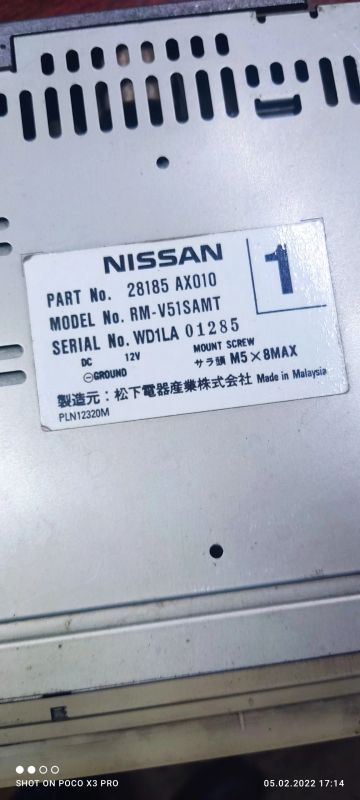 NISSAN
1
PART No. 28185 AX010
MODEL No. RM-V51SAMT
SERIAL No. WD1LA 01285
DC 12V MOUNT SCREW
⊖GROUND サラ頭 M5×8MAX
製造元：松下電器産業株式会社 Made in Malaysia
PLN12320M
SHOT ON POCO X3 PRO
05.02.2022 17:14